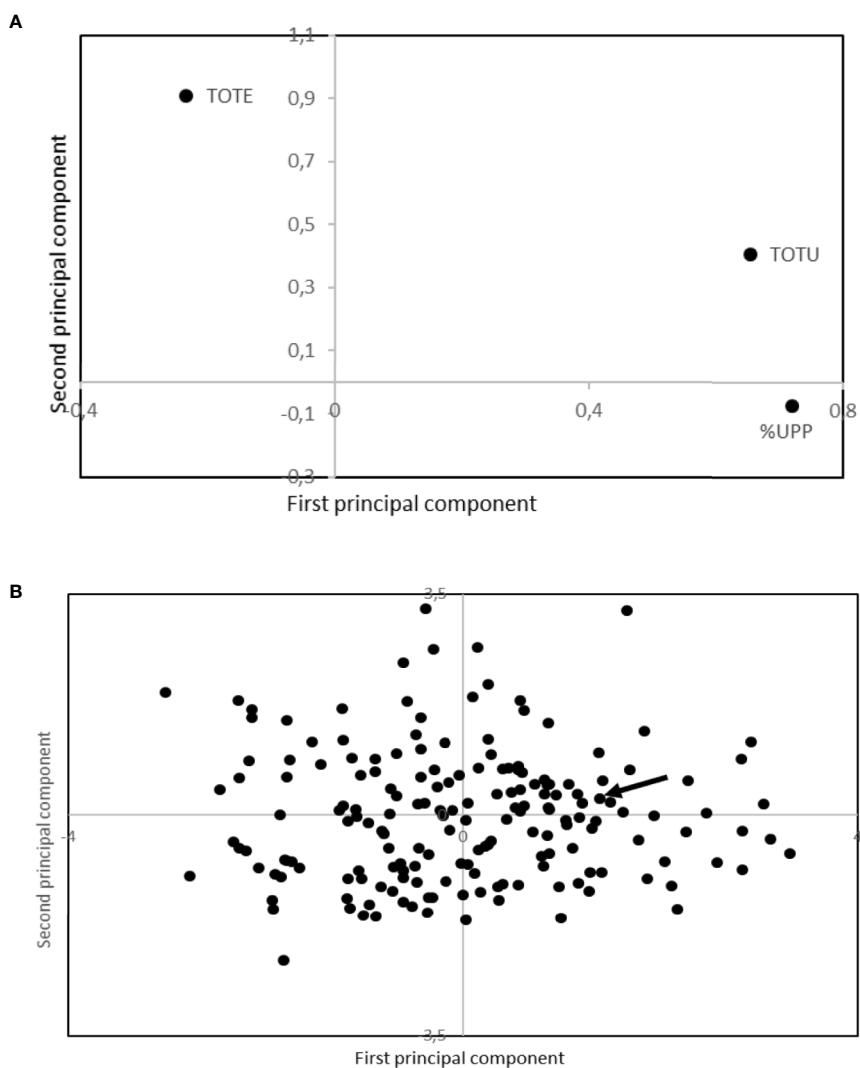 A
1,1
TOTE
0,9
0,7
0,5
TOTU
0,3
0,1
-0,4
-0,1
0
0,4
0,8
%UPP
-0,3
Second principal component
First principal component
B
3,5
-4
0
0
4
-3,5
Second principal component
First principal component